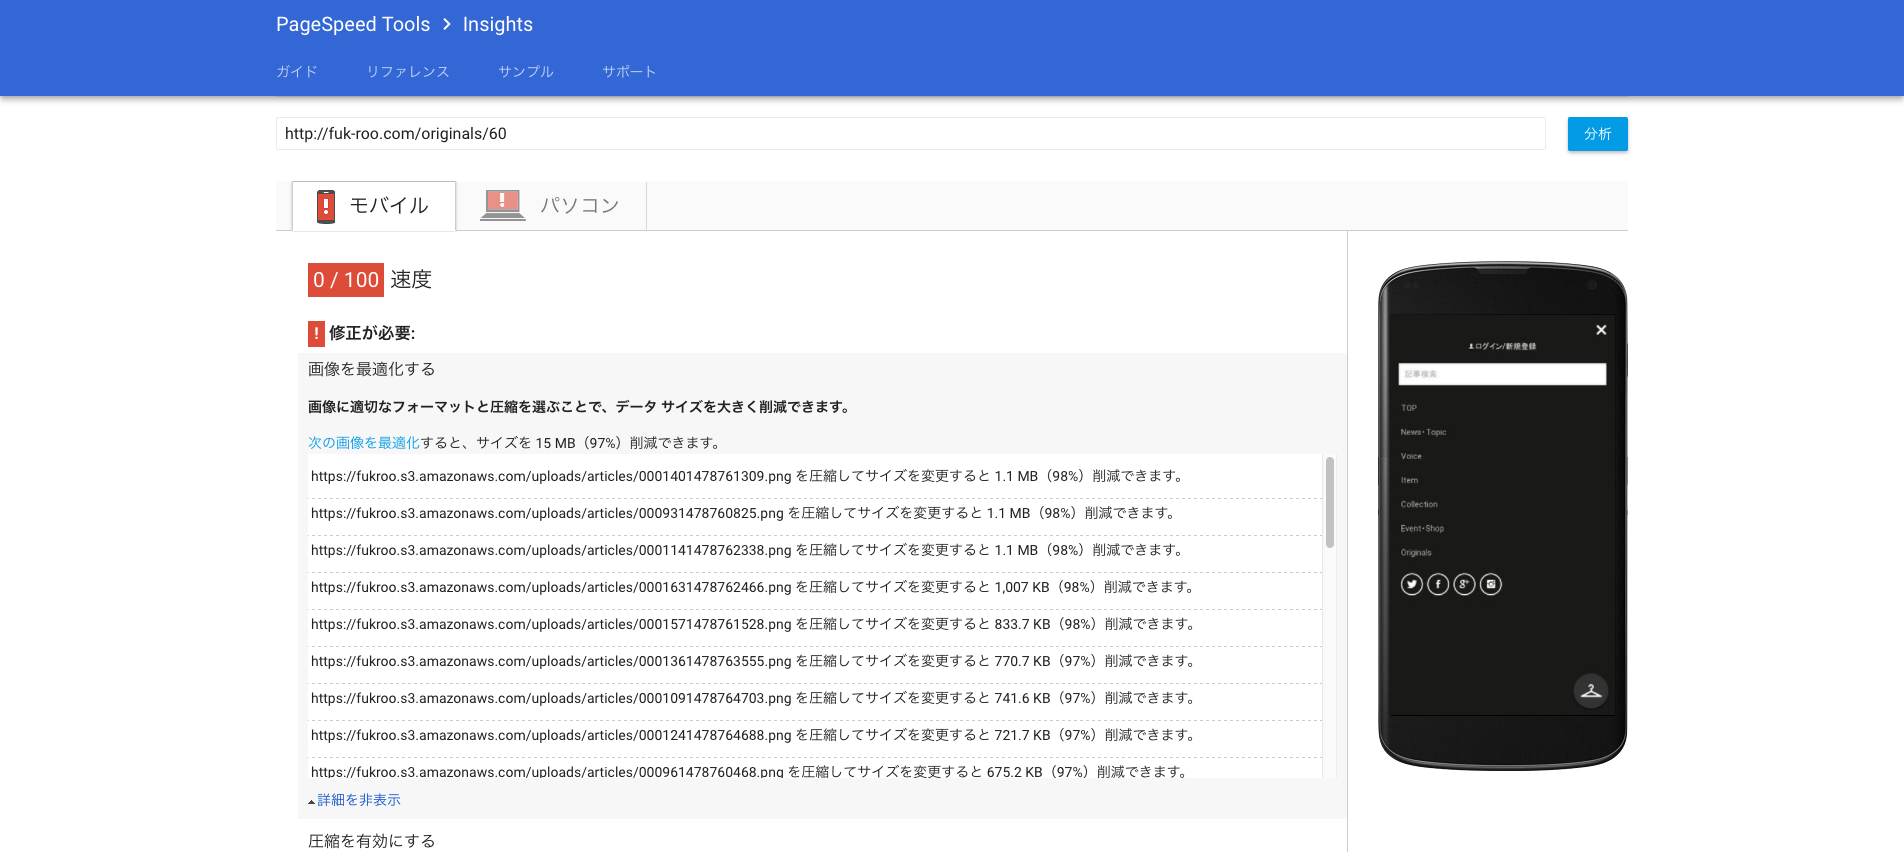 PageSpeed Tools > Insights
ガイド リファレンス サンプル サポート
http://fuk-roo.com/originals/60 分析
! モバイル ! パソコン
0 / 100 速度
! 修正が必要:
画像を最適化する
画像に適切なフォーマットと圧縮を選ぶことで、データ サイズを大きく削減できます。
次の画像を最適化すると、サイズを 15 MB（97%）削減できます。
https://fukroo.s3.amazonaws.com/uploads/articles/0001401478761309.png を圧縮してサイズを変更すると 1.1 MB（98%）削減できます。
https://fukroo.s3.amazonaws.com/uploads/articles/000931478760825.png を圧縮してサイズを変更すると 1.1 MB（98%）削減できます。
https://fukroo.s3.amazonaws.com/uploads/articles/0001141478762338.png を圧縮してサイズを変更すると 1.1 MB（98%）削減できます。
https://fukroo.s3.amazonaws.com/uploads/articles/0001631478762466.png を圧縮してサイズを変更すると 1,007 KB（98%）削減できます。
https://fukroo.s3.amazonaws.com/uploads/articles/0001571478761528.png を圧縮してサイズを変更すると 833.7 KB（98%）削減できます。
https://fukroo.s3.amazonaws.com/uploads/articles/0001361478763555.png を圧縮してサイズを変更すると 770.7 KB（97%）削減できます。
https://fukroo.s3.amazonaws.com/uploads/articles/0001091478764703.png を圧縮してサイズを変更すると 741.6 KB（97%）削減できます。
https://fukroo.s3.amazonaws.com/uploads/articles/0001241478764688.png を圧縮してサイズを変更すると 721.7 KB（97%）削減できます。
https://fukroo.s3.amazonaws.com/uploads/articles/000961478760468.png を圧縮してサイズを変更すると 675.2 KB（97%）削減できます。
詳細を非表示
圧縮を有効にする
ログイン/新規登録
記事検索
TOP
News・Topic
Voice
Item
Collection
Event・Shop
Originals